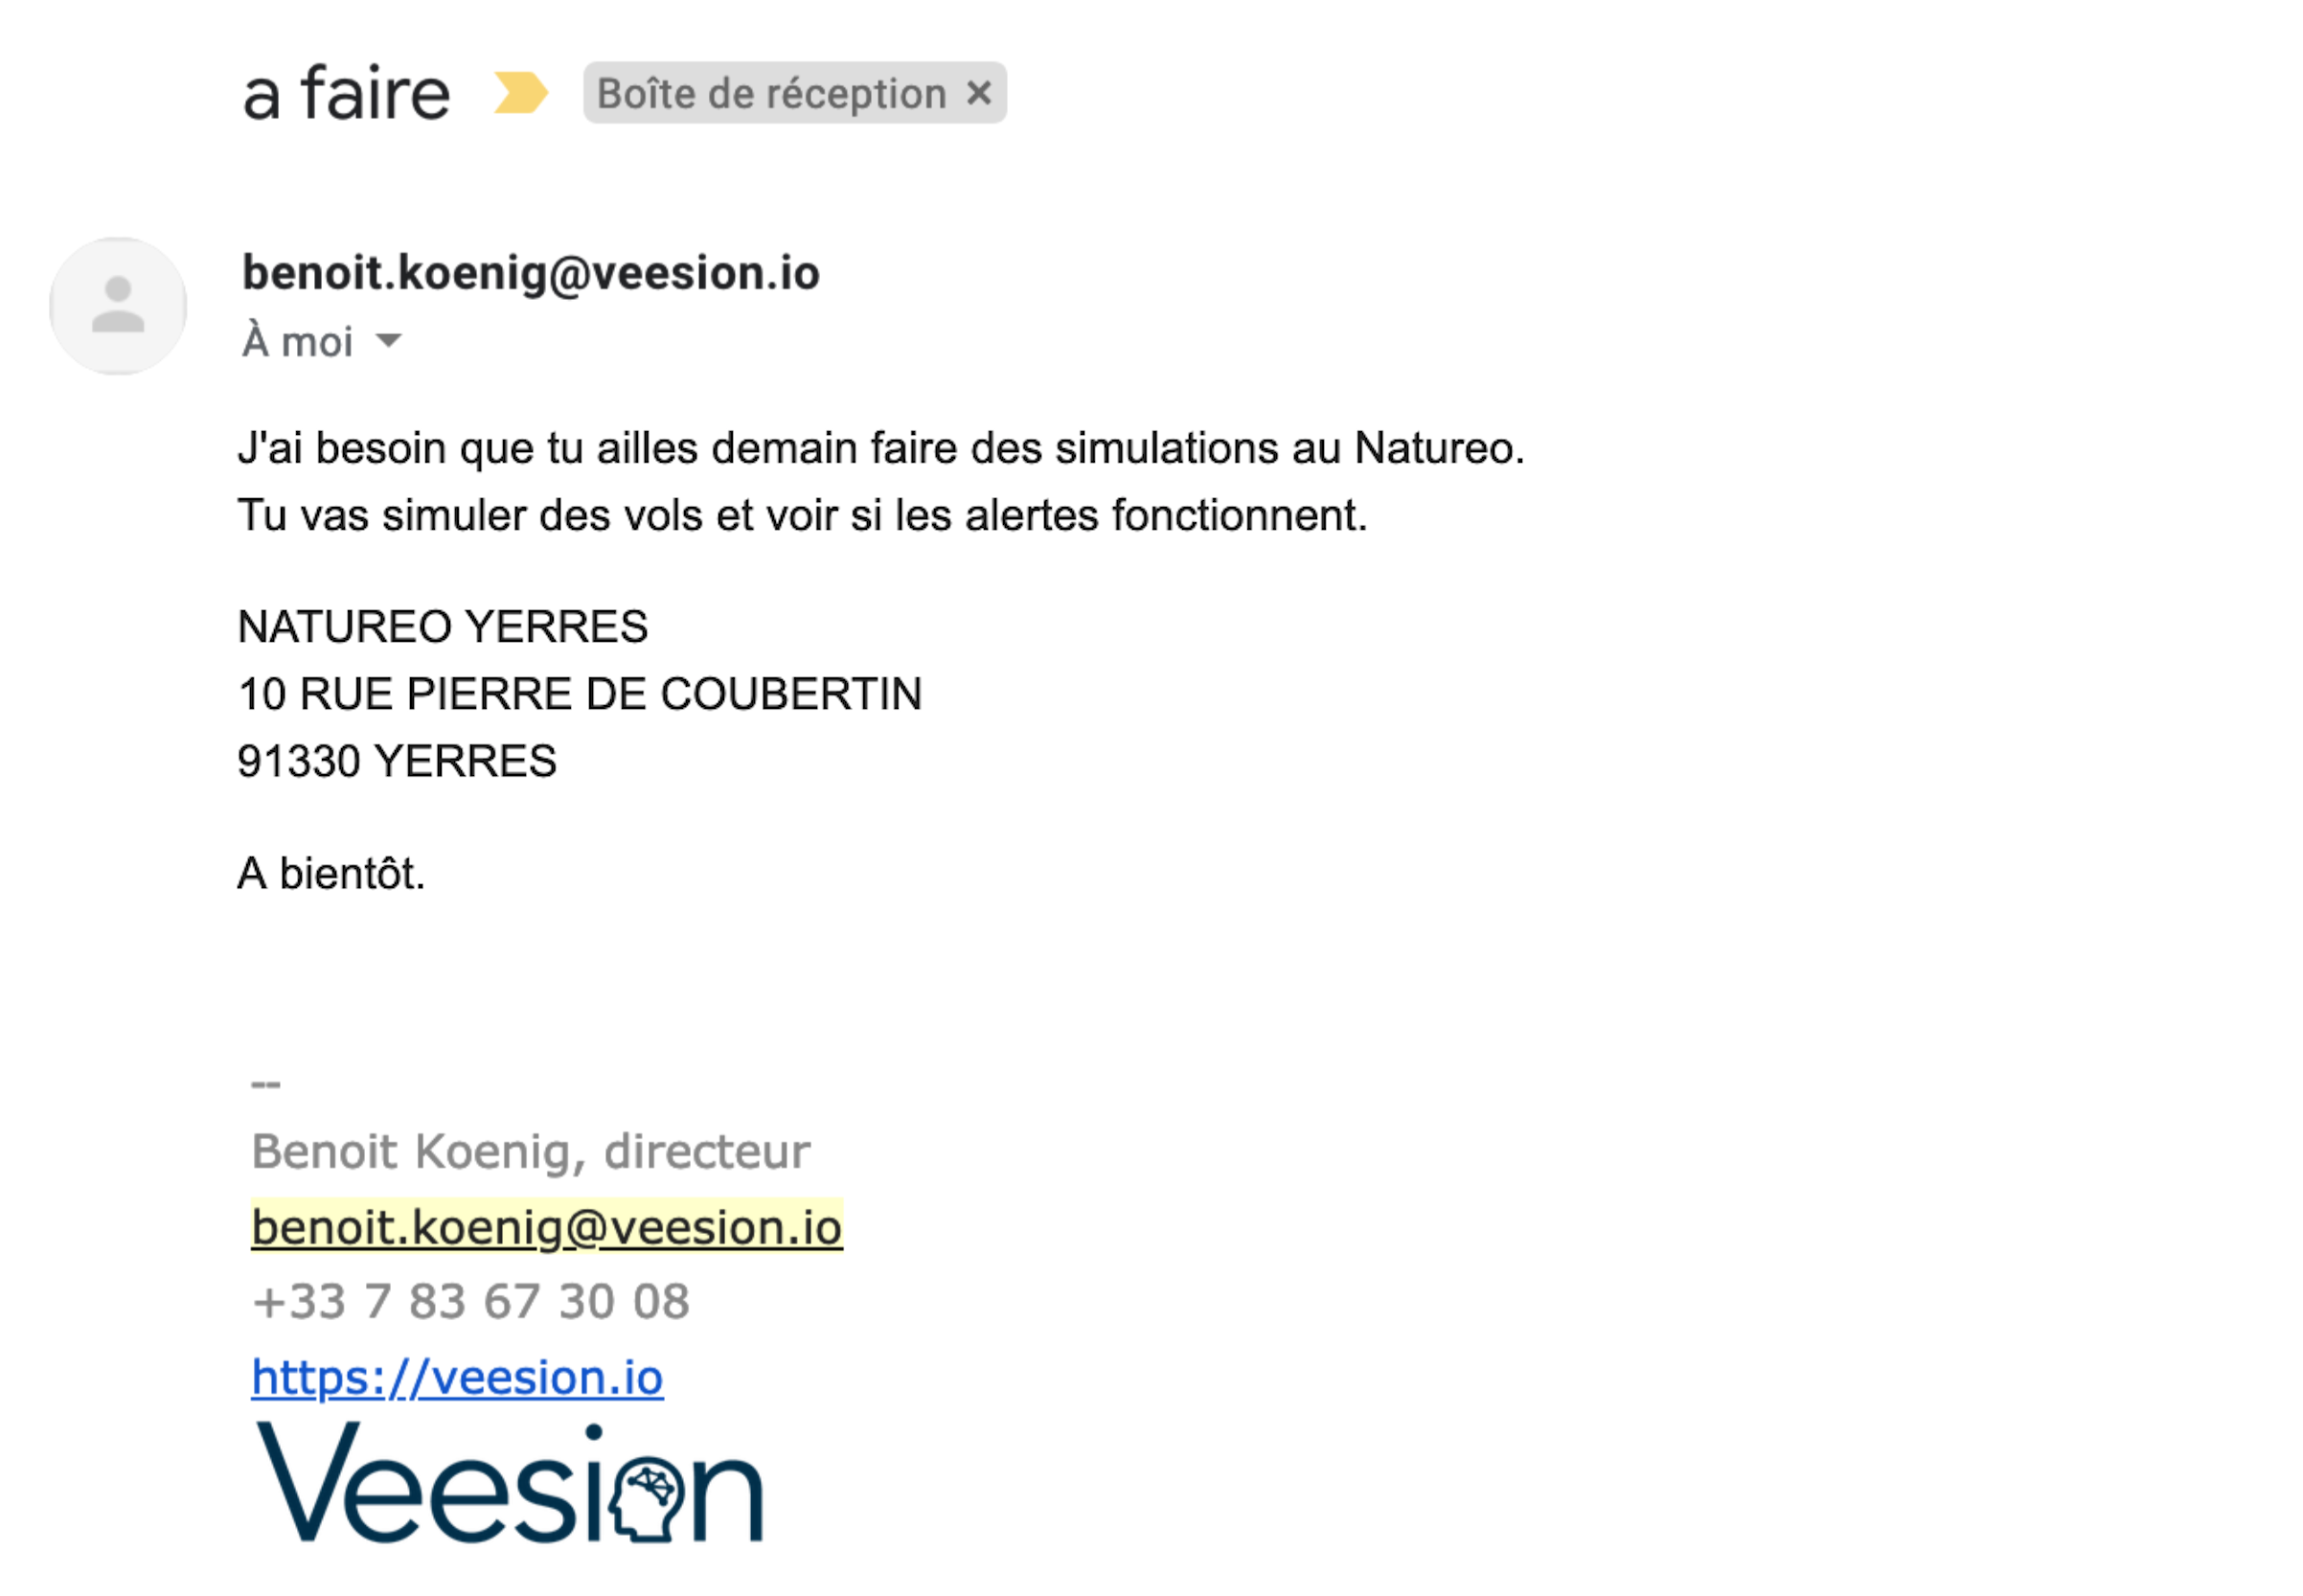 a faire
Boîte de réception ×
benoit.koenig@veesion.io
À moi
J'ai besoin que tu ailles demain faire des simulations au Natureo.
Tu vas simuler des vols et voir si les alertes fonctionnent.
NATUREO YERRES
10 RUE PIERRE DE COUBERTIN
91330 YERRES
A bientôt.
--
Benoit Koenig, directeur
benoit.koenig@veesion.io
+33 7 83 67 30 08
https://veesion.io
Veesion